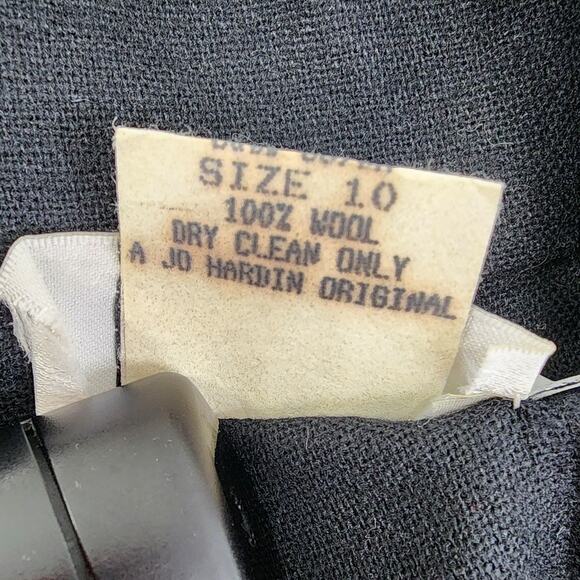 SIZE 10
100% WOOL
DRY CLEAN ONLY
A JO HARDIN ORIGINAL